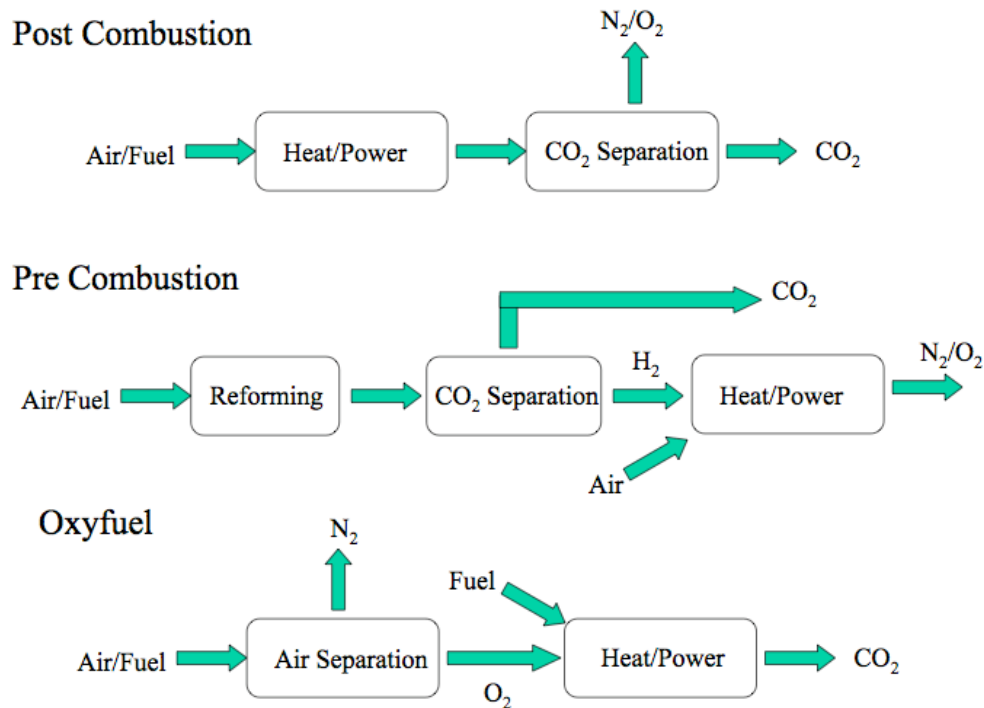 Post Combustion
N₂/O₂
Air/Fuel
Heat/Power
CO₂ Separation
CO₂
Pre Combustion
CO₂
Air/Fuel
Reforming
CO₂ Separation
H₂
Heat/Power
N₂/O₂
Air
Oxyfuel
N₂
Fuel
Air/Fuel
Air Separation
O₂
Heat/Power
CO₂